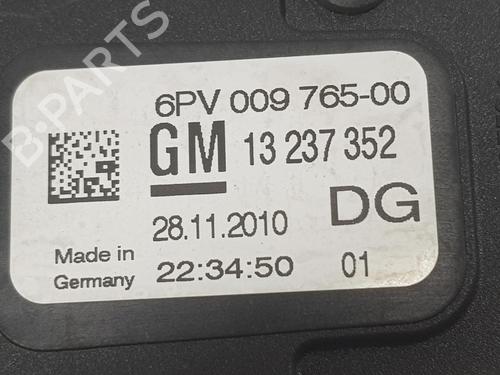 B·PARTS
6PV 009 765-00
GM 13 237 352
28.11.2010 DG
Made in
Germany
22:34:50 01